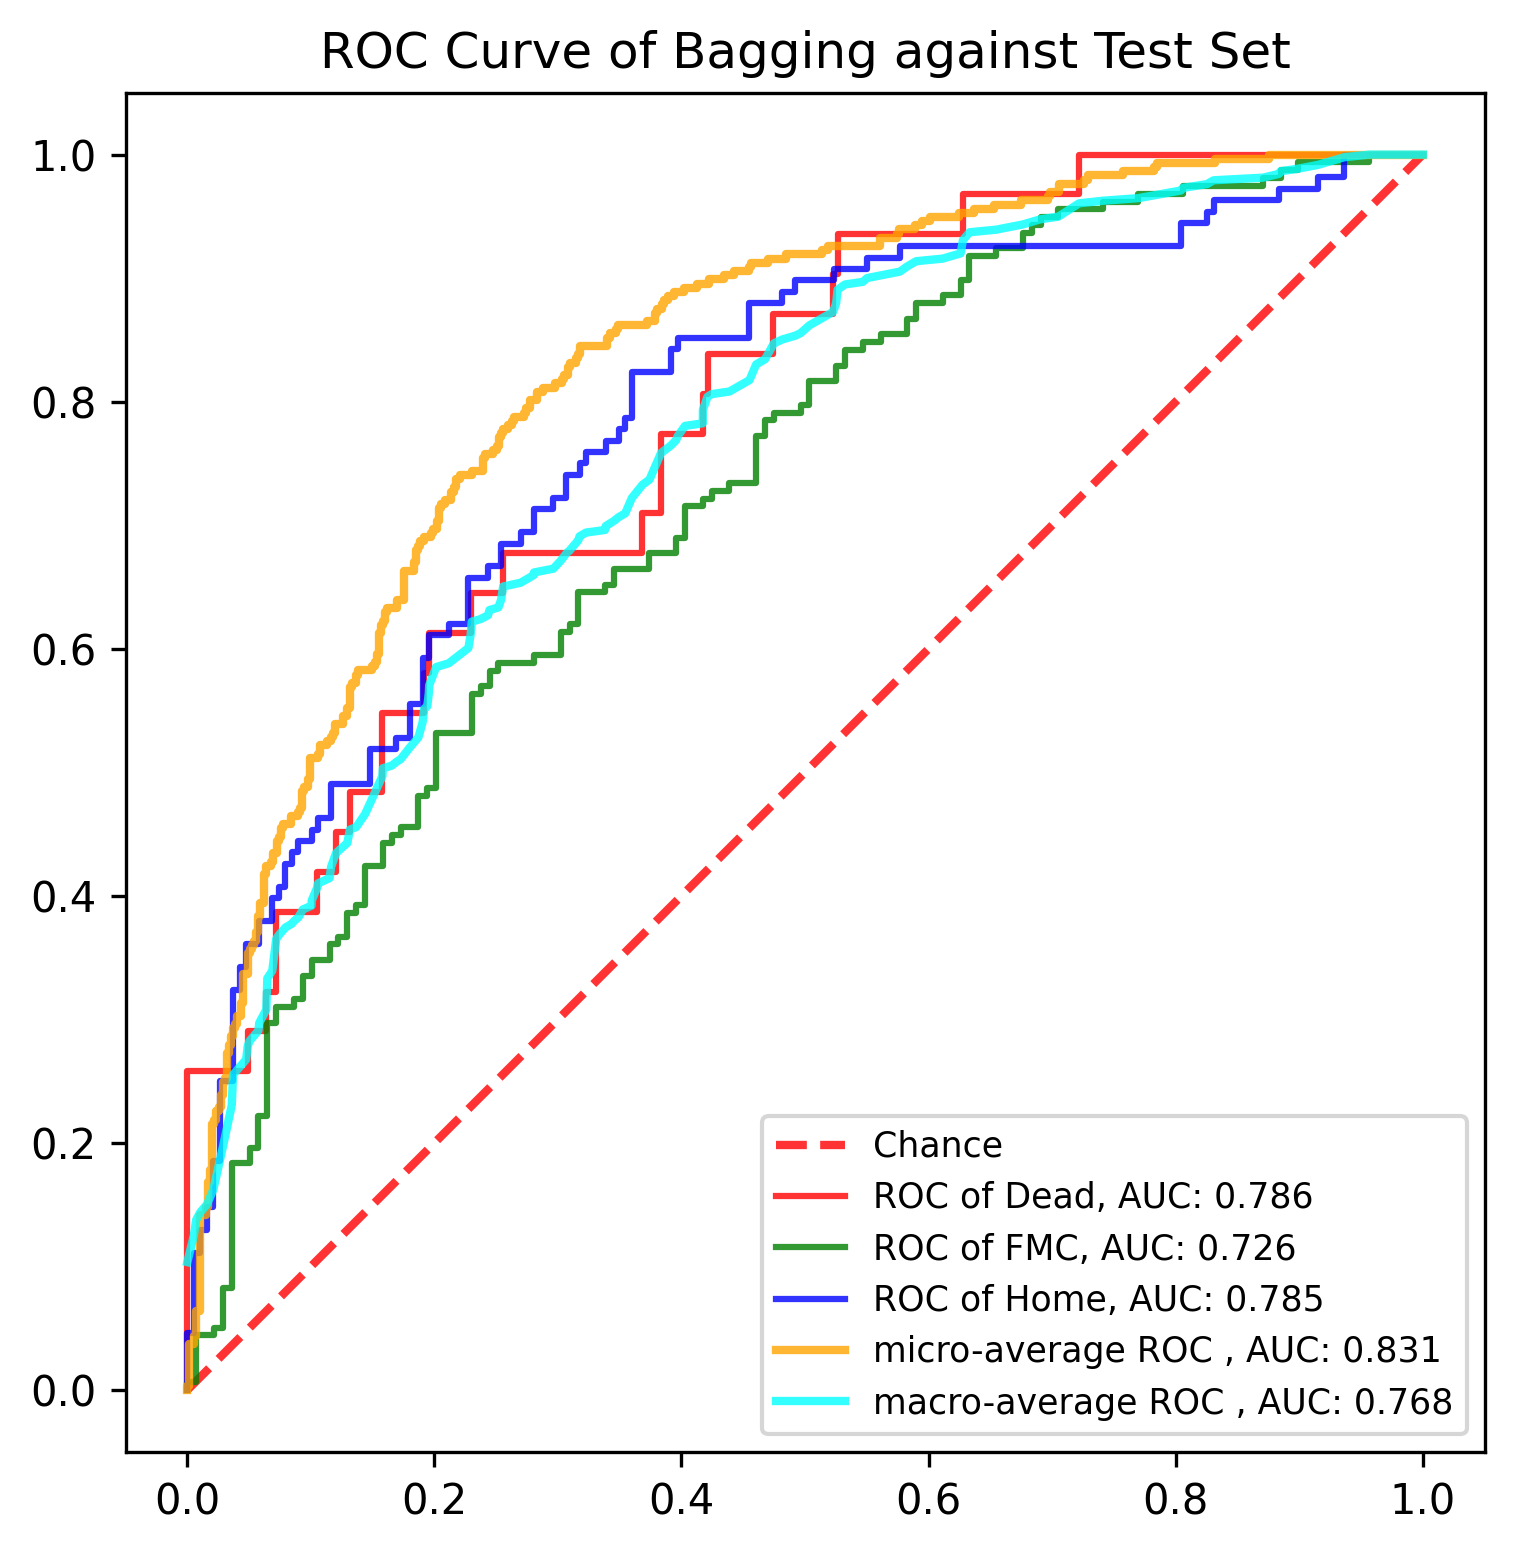 ROC Curve of Bagging against Test Set
1.0
0.8
0.6
0.4
0.2
0.0
Chance
ROC of Dead, AUC: 0.786
ROC of FMC, AUC: 0.726
ROC of Home, AUC: 0.785
micro-average ROC , AUC: 0.831
macro-average ROC , AUC: 0.768
0.0 0.2 0.4 0.6 0.8 1.0